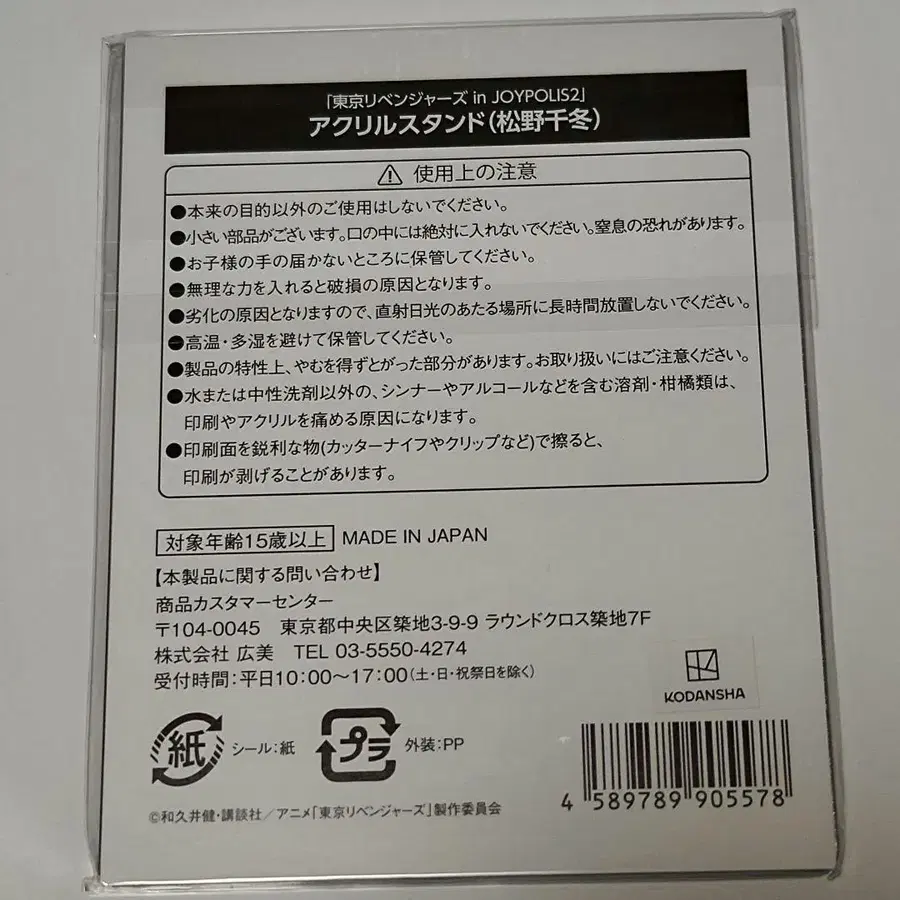 「東京リベンジャーズ in JOYPOLIS2」
アクリルスタンド(松野千冬)
使用上の注意
●本来の目的以外のご使用はしないでください。
●小さい部品がございます。口の中には絶対に入れないでください。窒息の恐れがあります。
●お子様の手の届かないところに保管してください。
●無理な力を入れると破損の原因となります。
●劣化の原因となりますので、直射日光のあたる場所に長時間放置しないでください。
●高温・多湿を避けて保管してください。
●製品の特性上、やむを得ずとがった部分があります。お取り扱いにはご注意ください。
●水または中性洗剤以外の、シンナーやアルコールなどを含む溶剤・柑橘類は、
印刷やアクリルを痛める原因になります。
●印刷面を鋭利な物(カッターナイフやクリップなど)で擦ると、
印刷が剥げることがあります。
対象年齢15歳以上 MADE IN JAPAN
【本製品に関する問い合わせ】
商品カスタマーセンター
〒104-0045 東京都中央区築地3-9-9 ラウンドクロス築地7F
株式会社 広美 TEL 03-5550-4274
受付時間:平日10:00〜17:00(土・日・祝祭日を除く)
KODANSHA
紙 シール:紙 プラ 外装:PP
4 589789 905578
©和久井健・講談社/アニメ「東京リベンジャーズ」製作委員会